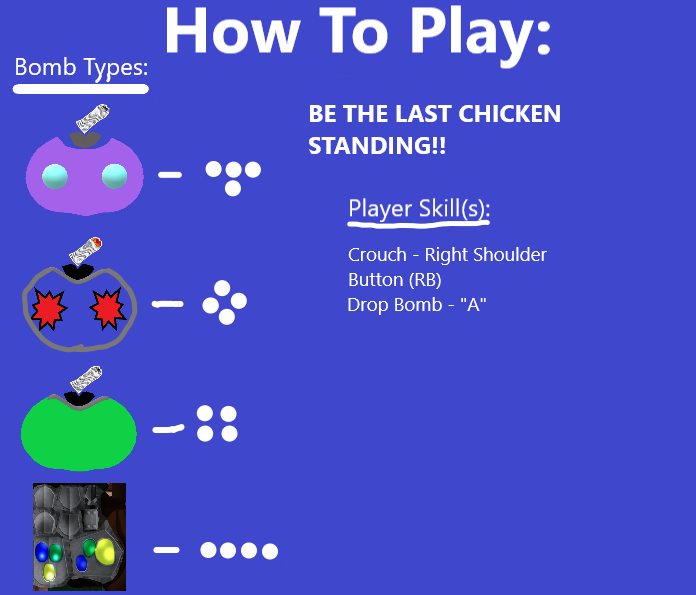 How To Play:
Bomb Types:
BE THE LAST CHICKEN
STANDING!!
Player Skill(s):
Crouch - Right Shoulder
Button (RB)
Drop Bomb - "A"